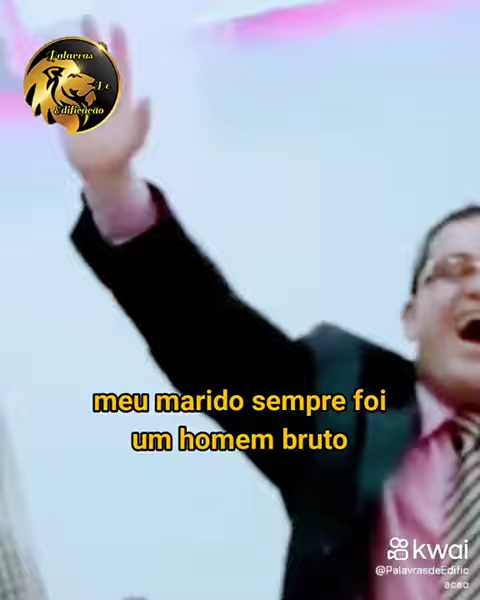 Palavras
De
Edificação
meu marido sempre foi
um homem bruto
kwai
@PalavrasdeEdific
acao